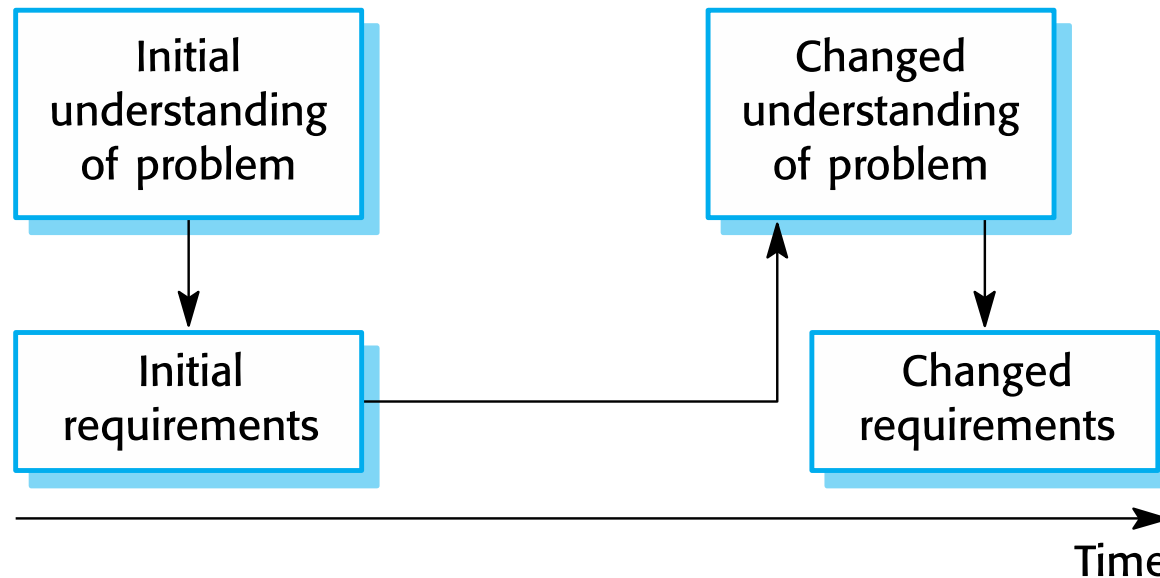 Initial
understanding
of problem
Changed
understanding
of problem
Initial
requirements
Changed
requirements
Time